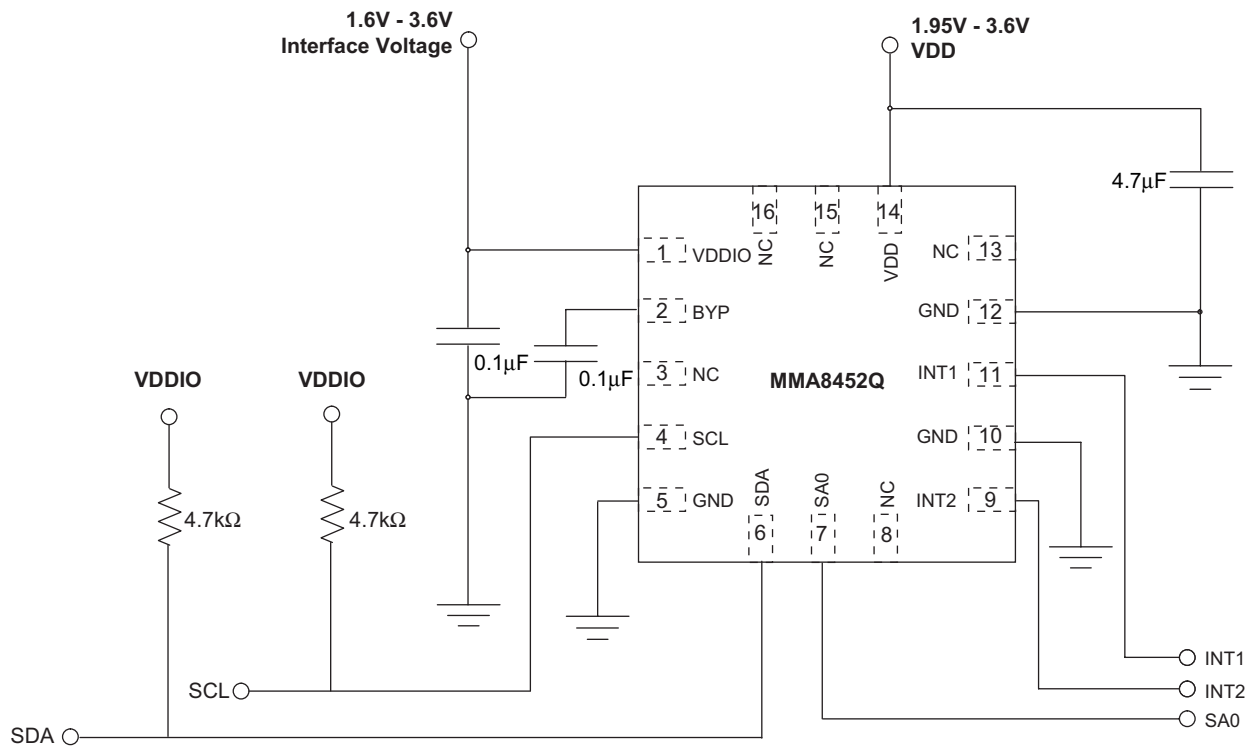 1.6V - 3.6V
Interface Voltage
1.95V - 3.6V
VDD
4.7μF
16
15
14
NC
NC
VDD
1
VDDIO
NC
13
2
BYP
GND
12
0.1μF
0.1μF
3
NC
MMA8452Q
INT1
11
VDDIO
VDDIO
4
SCL
GND
10
5
GND
SDA
SA0
NC
INT2
9
6
7
8
4.7kΩ
4.7kΩ
INT1
SCL
INT2
SA0
SDA